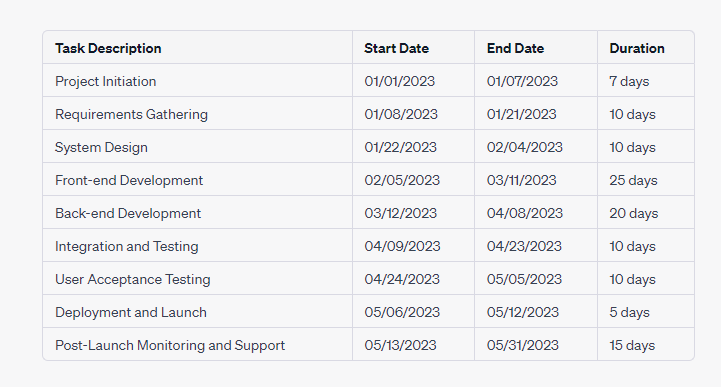 Task Description Start Date End Date Duration
Project Initiation 01/01/2023 01/07/2023 7 days
Requirements Gathering 01/08/2023 01/21/2023 10 days
System Design 01/22/2023 02/04/2023 10 days
Front-end Development 02/05/2023 03/11/2023 25 days
Back-end Development 03/12/2023 04/08/2023 20 days
Integration and Testing 04/09/2023 04/23/2023 10 days
User Acceptance Testing 04/24/2023 05/05/2023 10 days
Deployment and Launch 05/06/2023 05/12/2023 5 days
Post-Launch Monitoring and Support 05/13/2023 05/31/2023 15 days